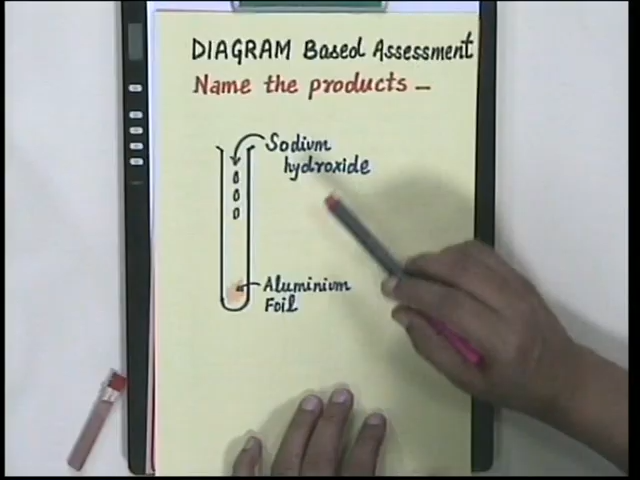 DIAGRAM Based Assessment
Name the products –
Sodium
hydroxide
Aluminium
Foil